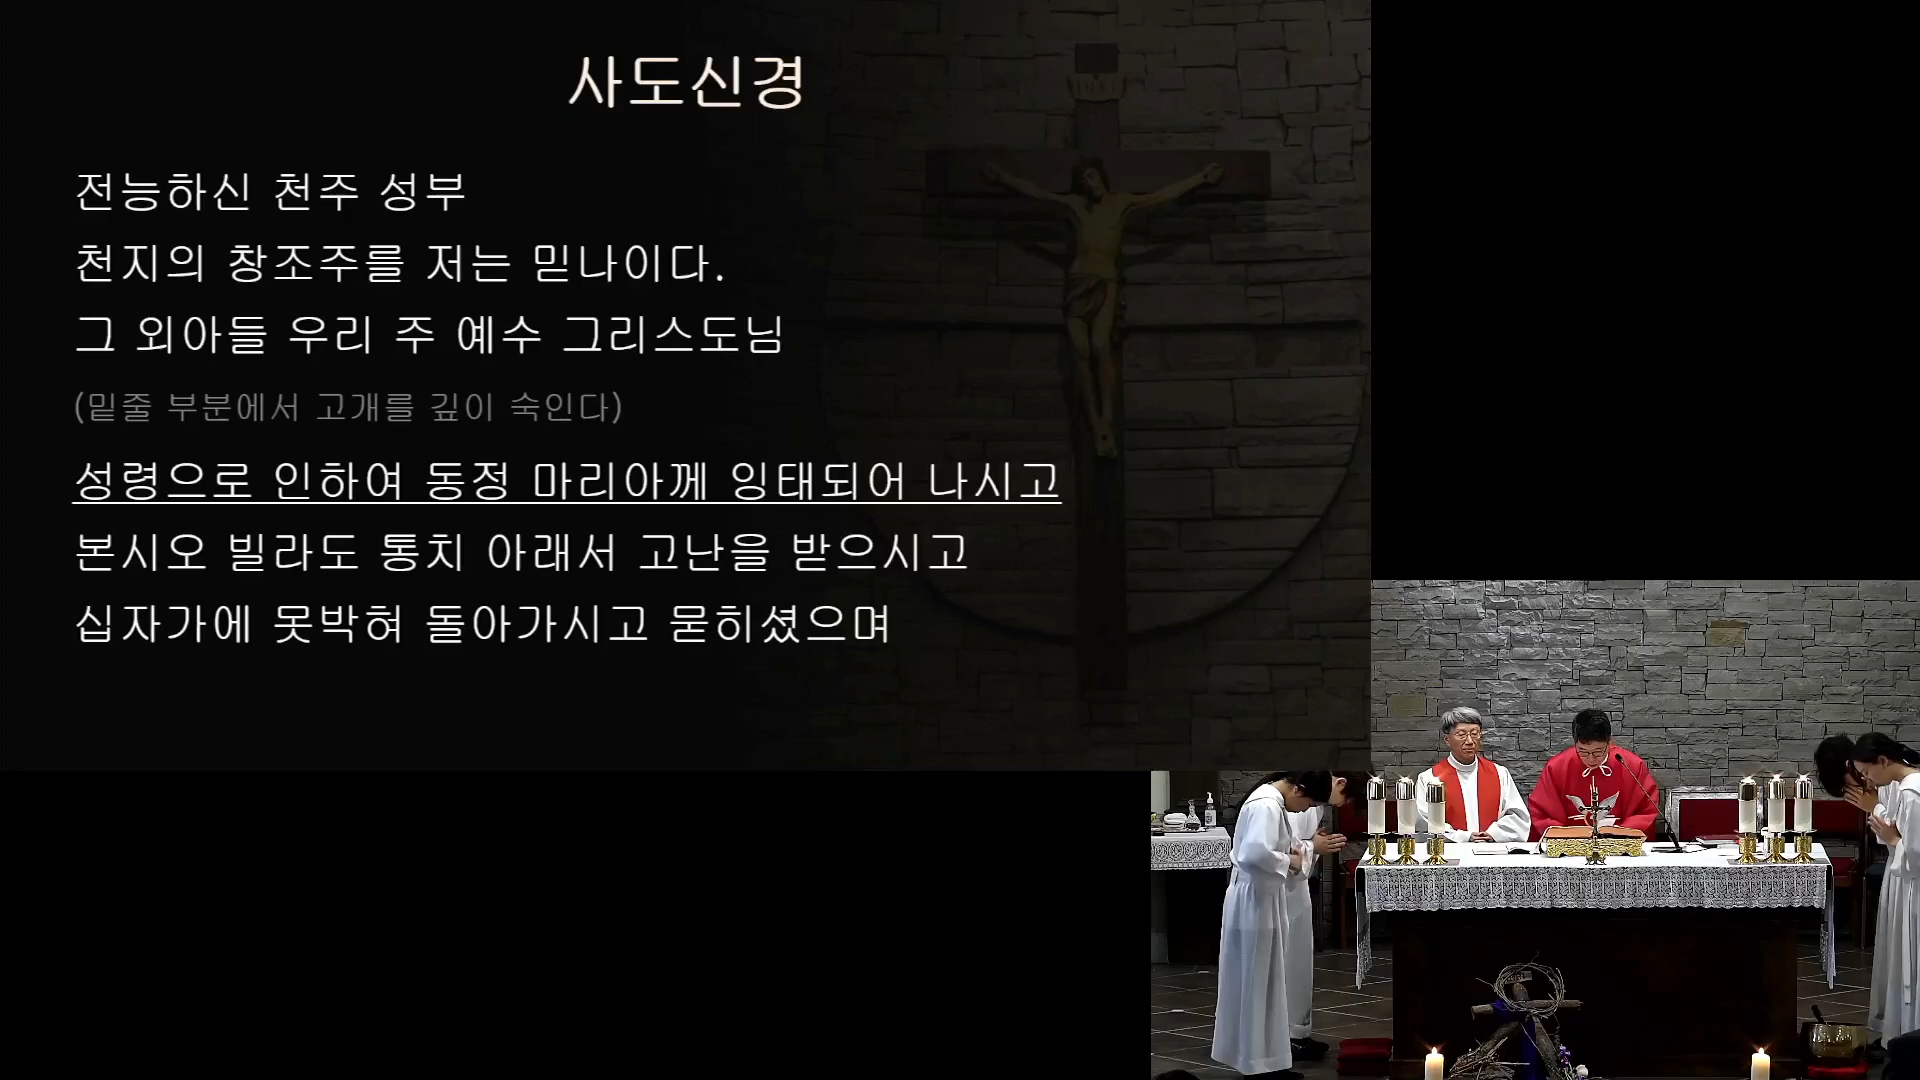 사도신경
전능하신 천주 성부
천지의 창조주를 저는 믿나이다.
그 외아들 우리 주 예수 그리스도님
(밑줄 부분에서 고개를 깊이 숙인다)
성령으로 인하여 동정 마리아께 잉태되어 나시고
본시오 빌라도 통치 아래서 고난을 받으시고
십자가에 못박혀 돌아가시고 묻히셨으며